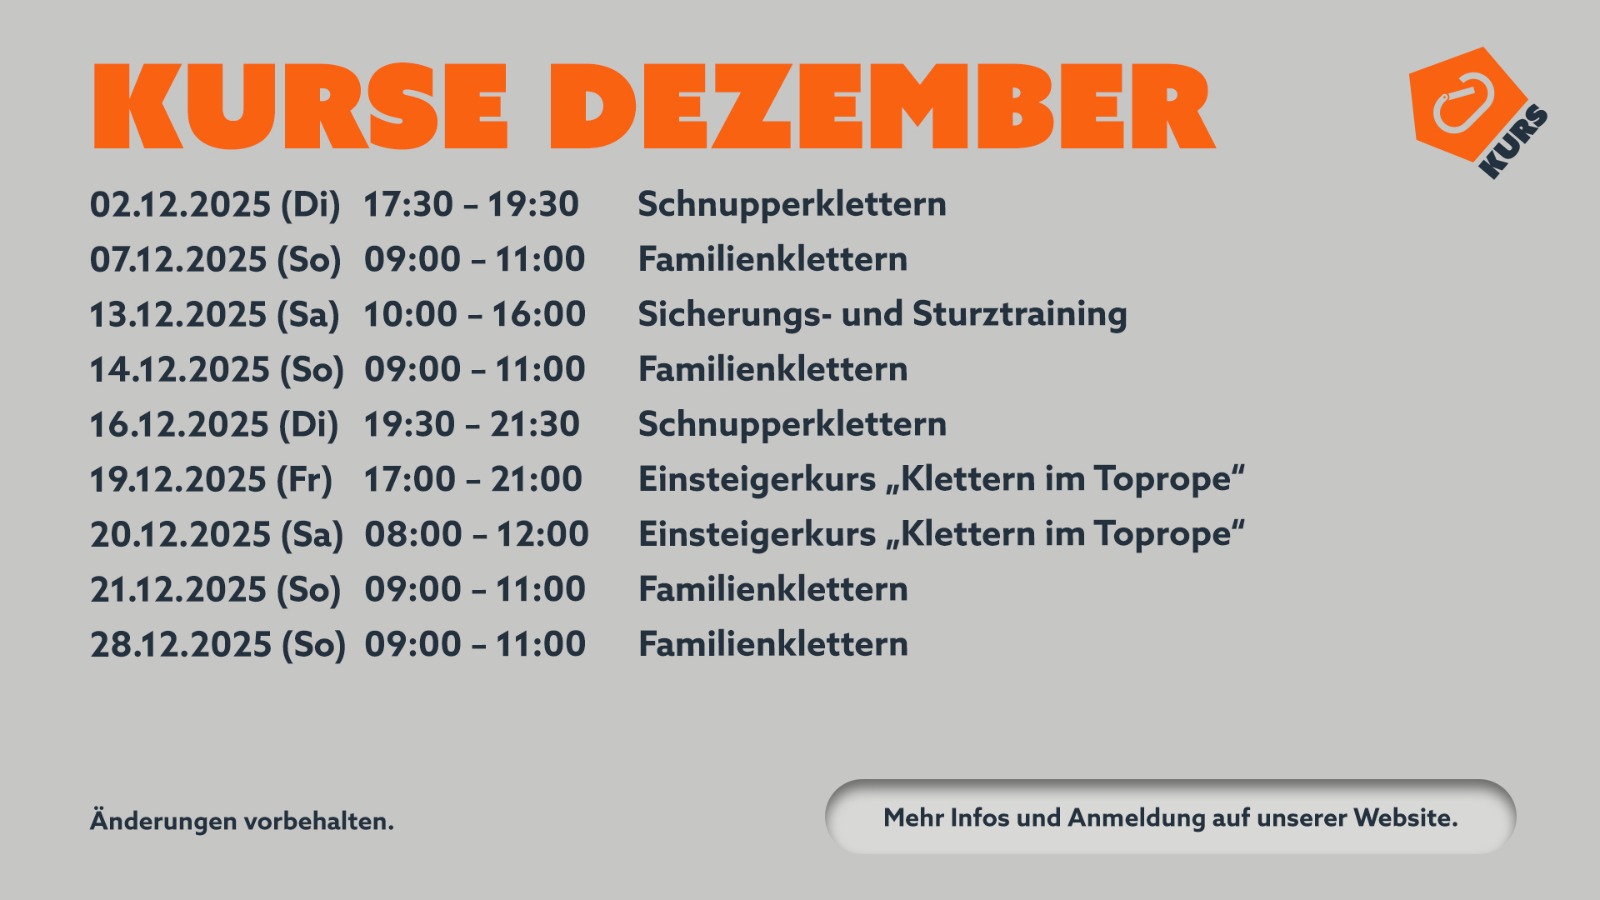 KURSE DEZEMBER
KURS
02.12.2025 (Di) 17:30 – 19:30 Schnupperklettern
07.12.2025 (So) 09:00 – 11:00 Familienklettern
13.12.2025 (Sa) 10:00 – 16:00 Sicherungs- und Sturztraining
14.12.2025 (So) 09:00 – 11:00 Familienklettern
16.12.2025 (Di) 19:30 – 21:30 Schnupperklettern
19.12.2025 (Fr) 17:00 – 21:00 Einsteigerkurs „Klettern im Toprope“
20.12.2025 (Sa) 08:00 – 12:00 Einsteigerkurs „Klettern im Toprope“
21.12.2025 (So) 09:00 – 11:00 Familienklettern
28.12.2025 (So) 09:00 – 11:00 Familienklettern
Änderungen vorbehalten.
Mehr Infos und Anmeldung auf unserer Website.